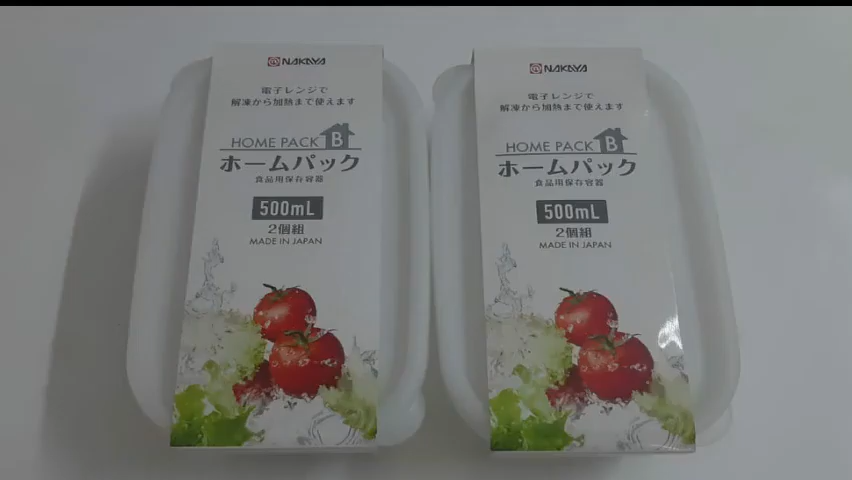 NAKAYA
電子レンジで
解凍から加熱まで使えます
HOME PACK B
ホームパック
食品用保存容器
500mL
2個組
MADE IN JAPAN
NAKAYA
電子レンジで
解凍から加熱まで使えます
HOME PACK B
ホームパック
食品用保存容器
500mL
2個組
MADE IN JAPAN